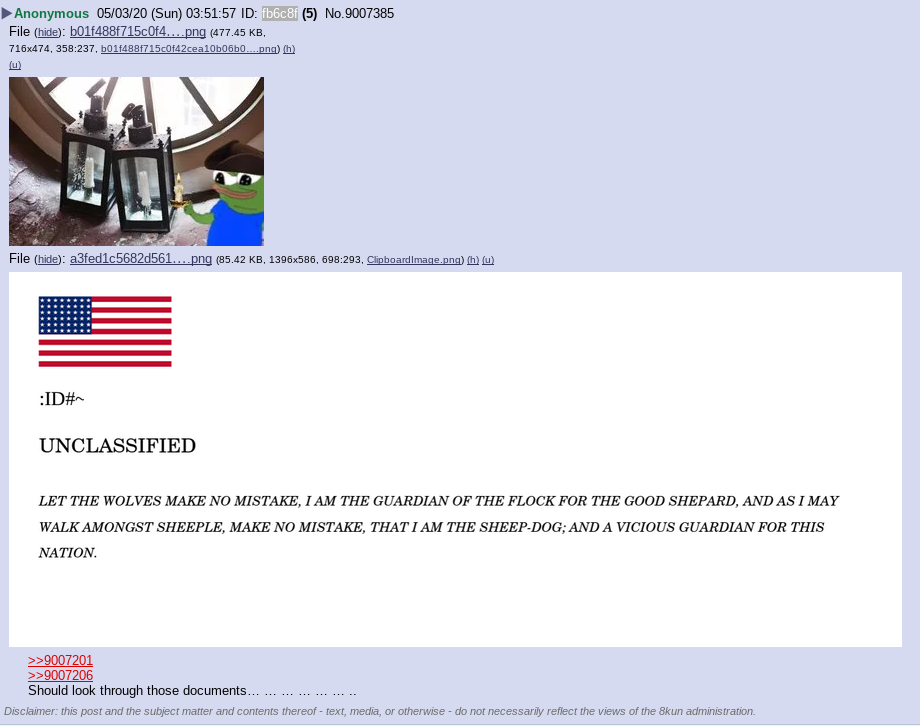 Anonymous 05/03/20 (Sun) 03:51:57 ID: fb6c8f (5) No.9007385
File (hide): b01f488f715c0f4….png (477.45 KB,
716x474, 358:237, b01f488f715c0f42cea10b06b0….png) (h)
(u)
File (hide): a3fed1c5682d561….png (85.42 KB, 1396x586, 698:293, ClipboardImage.png) (h) (u)
:ID#~
UNCLASSIFIED
LET THE WOLVES MAKE NO MISTAKE, I AM THE GUARDIAN OF THE FLOCK FOR THE GOOD SHEPARD, AND AS I MAY
WALK AMONGST SHEEPLE, MAKE NO MISTAKE, THAT I AM THE SHEEP-DOG; AND A VICIOUS GUARDIAN FOR THIS
NATION.
>>9007201
>>9007206
Should look through those documents… … … … … … ..
Disclaimer: this post and the subject matter and contents thereof - text, media, or otherwise - do not necessarily reflect the views of the 8kun administration.